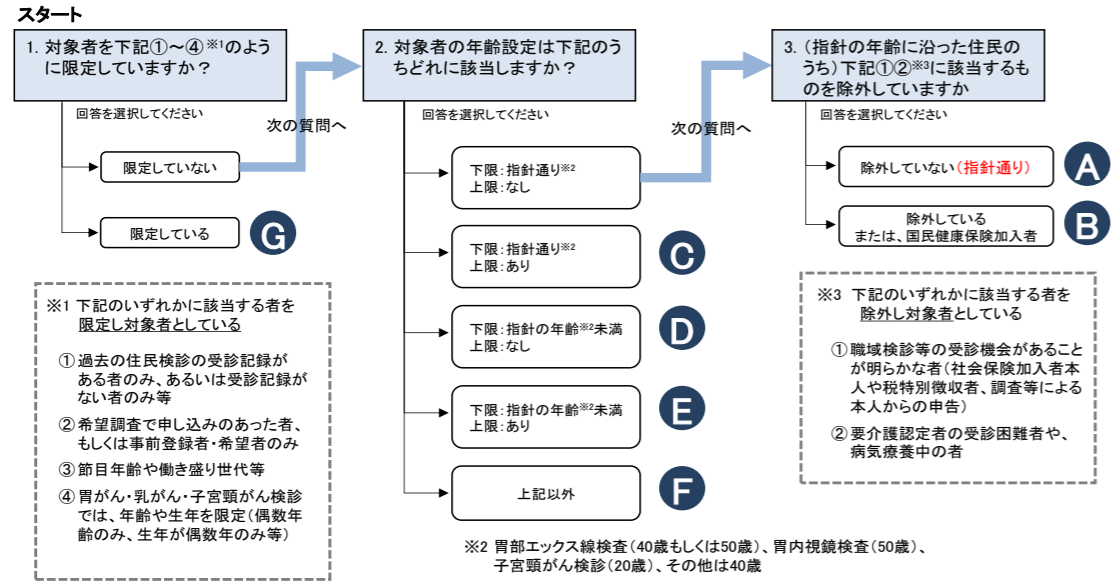 スタート
1. 対象者を下記①～④※1のよう
に限定していますか？
回答を選択してください
次の質問へ
限定していない
限定している
G
※1 下記のいずれかに該当する者を
限定し対象者としている
① 過去の住民検診の受診記録が
ある者のみ、あるいは受診記録が
ない者のみ等
② 希望調査で申し込みのあった者、
もしくは事前登録者・希望者のみ
③ 節目年齢や働き盛り世代等
④ 胃がん・乳がん・子宮頸がん検診
では、年齢や生年を限定（偶数年
齢のみ、生年が偶数年のみ等）
2. 対象者の年齢設定は下記のう
ちどれに該当しますか？
回答を選択してください
次の質問へ
下限：指針通り※2
上限：なし
下限：指針通り※2
上限：あり
C
下限：指針の年齢※2未満
上限：なし
D
下限：指針の年齢※2未満
上限：あり
E
上記以外
F
※2 胃部エックス線検査（40歳もしくは50歳）、胃内視鏡検査（50歳）、
子宮頸がん検診（20歳）、その他は40歳
3. （指針の年齢に沿った住民の
うち）下記①②※3に該当するも
のを除外していますか
回答を選択してください
除外していない（指針通り）
A
除外している
または、国民健康保険加入者
B
※3 下記のいずれかに該当する者を
除外し対象者としている
① 職域検診等の受診機会があること
が明らかな者（社会保険加入者本
人や税特別徴収者、調査等による
本人からの申告）
② 要介護認定者の受診困難者や、
病気療養中の者